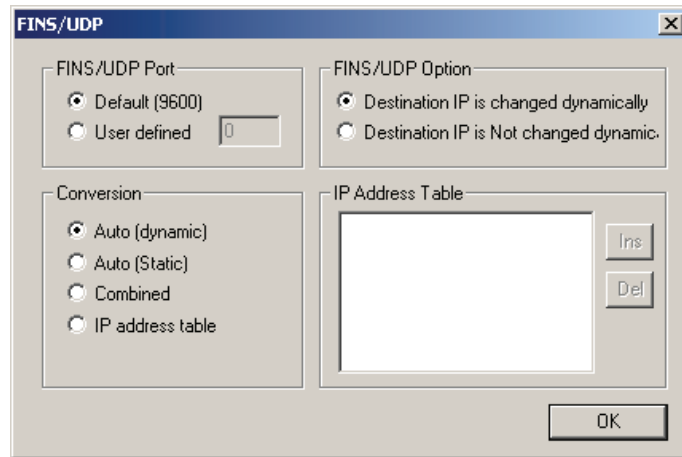 FINS/UDP
FINS/UDP Port
Default (9600)
User defined 0
FINS/UDP Option
Destination IP is changed dynamically
Destination IP is Not changed dynamic
Conversion
Auto (dynamic)
Auto (Static)
Combined
IP address table
IP Address Table
Ins
Del
OK